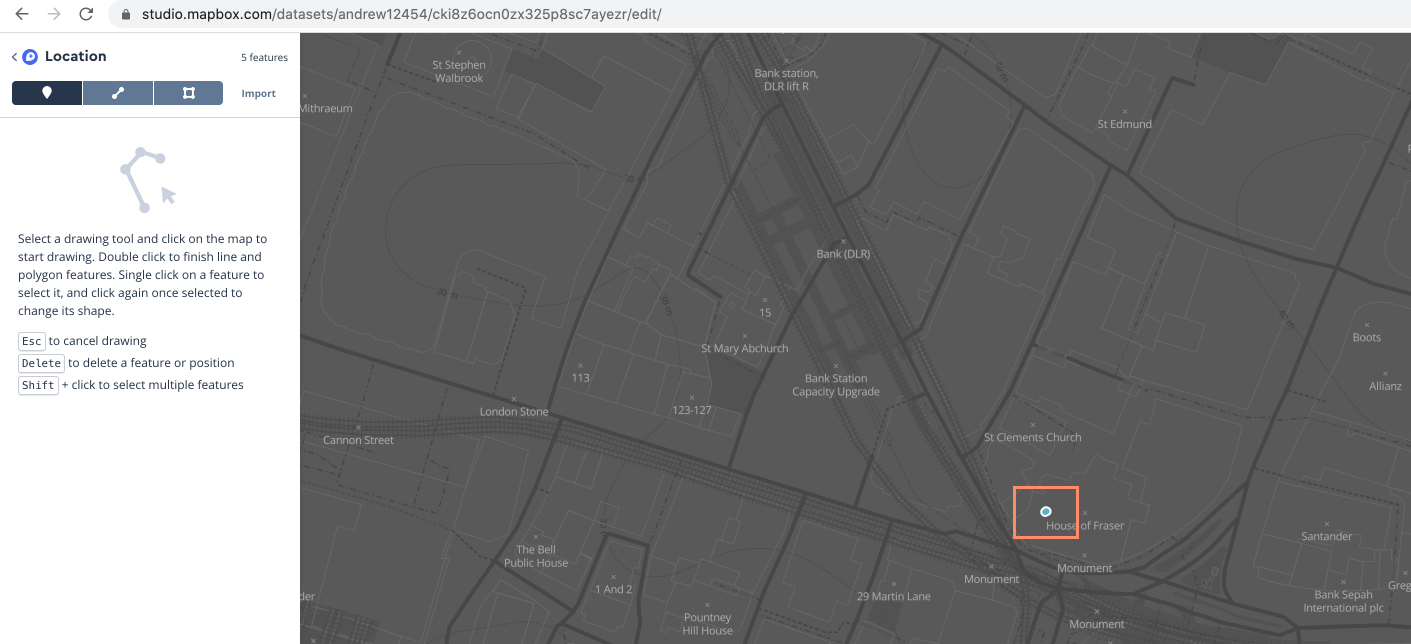 studio.mapbox.com/datasets/andrew12454/cki8z6ocn0zx325p8sc7ayezr/edit/
Location
5 features
Import
Select a drawing tool and click on the map to
start drawing. Double click to finish line and
polygon features. Single click on a feature to
select it, and click again once selected to
change its shape.
Esc to cancel drawing
Delete to delete a feature or position
Shift + click to select multiple features
St Stephen
Walbrook
Bank station,
DLR lift R
50 m
Mithraeum
St Edmund
Bank (DLR)
30 m
30 m
15
St Mary Abchurch
Boots
113
Bank Station
Capacity Upgrade
Allianz
123-127
London Stone
Cannon Street
St Clements Church
House of Fraser
Santander
The Bell
Public House
Monument
Monument
1 And 2
29 Martin Lane
Bank Sepah
International plc
Pountney
Hill House
Monument